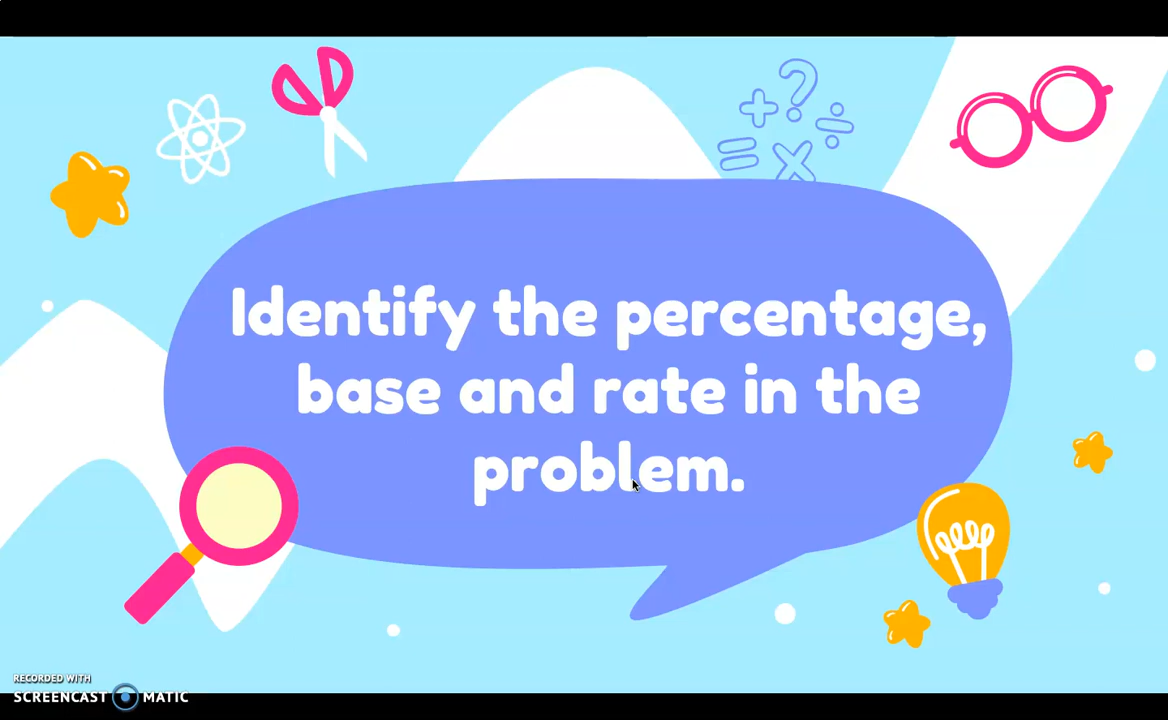 Identify the percentage,
base and rate in the
problem.
RECORDED WITH
SCREENCAST MATIC